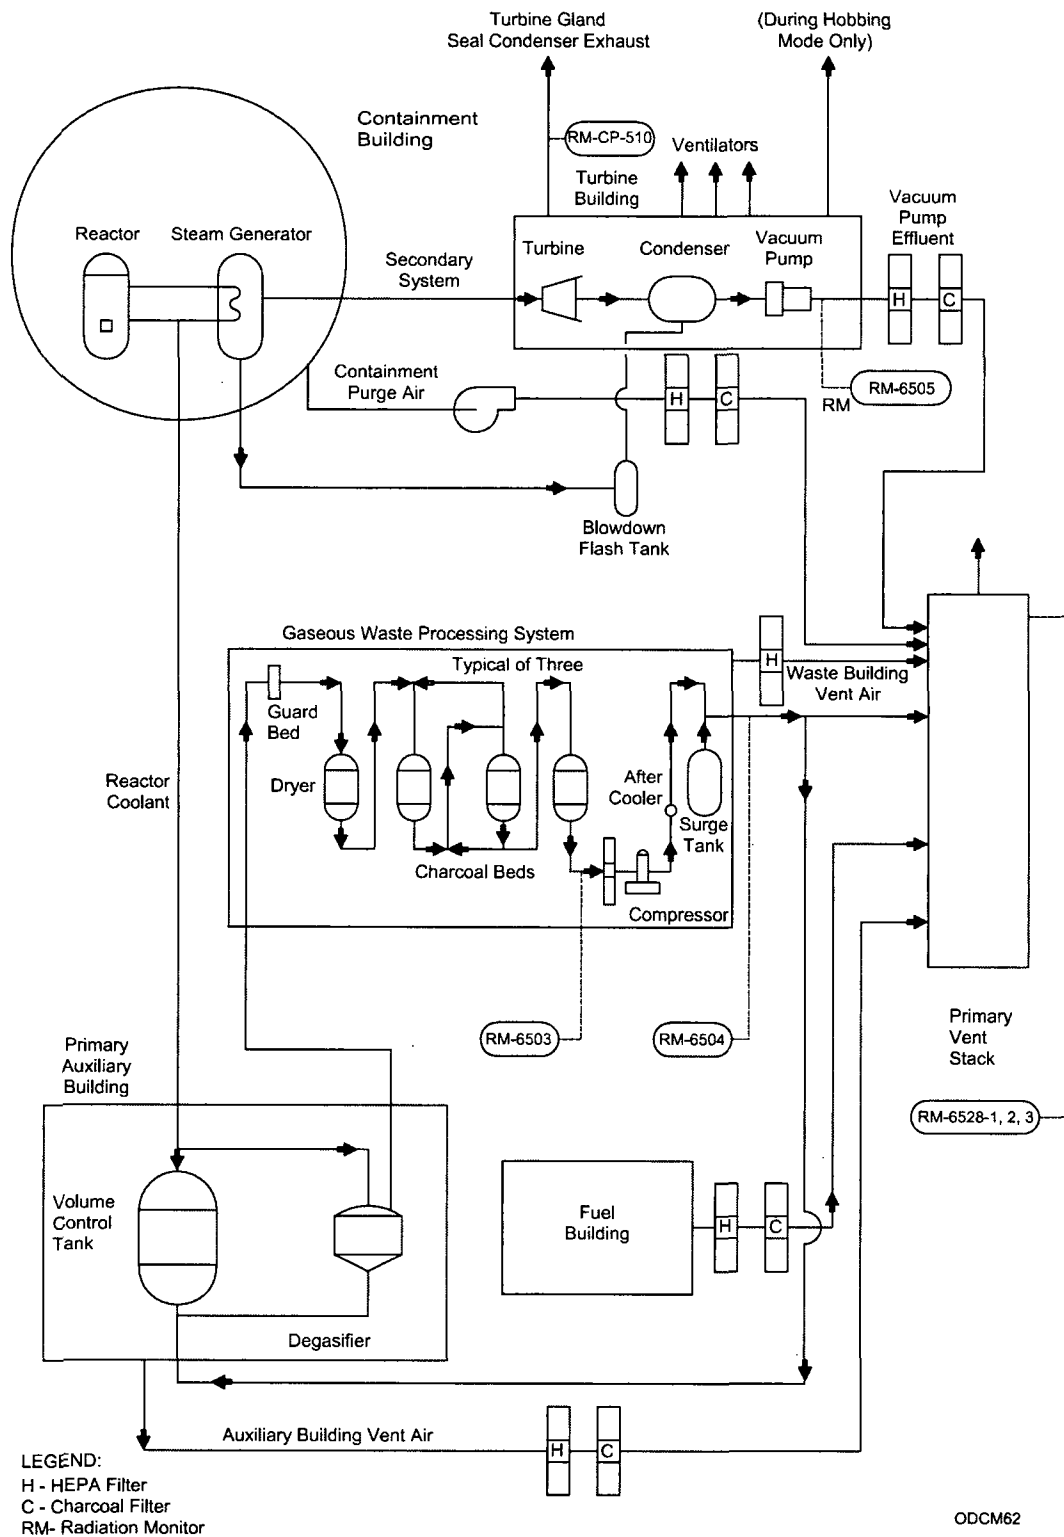 Turbine Gland
Seal Condenser Exhaust
(During Hobbing
Mode Only)
Containment
Building
RM-CP-510
Ventilators
Turbine
Building
Vacuum
Pump
Effluent
Reactor
Steam Generator
Secondary
System
Turbine
Condenser
Vacuum
Pump
H
C
Containment
Purge Air
H
C
RM
RM-6505
Blowdown
Flash Tank
Gaseous Waste Processing System
Typical of Three
H
Waste Building
Vent Air
Guard
Bed
Dryer
After
Cooler
Surge
Tank
Charcoal Beds
Compressor
Reactor
Coolant
RM-6503
RM-6504
Primary
Vent
Stack
Primary
Auxiliary
Building
RM-6528-1, 2, 3
Volume
Control
Tank
Fuel
Building
H
C
Degasifier
Auxiliary Building Vent Air
H
C
LEGEND:
H - HEPA Filter
C - Charcoal Filter
RM- Radiation Monitor
ODCM62